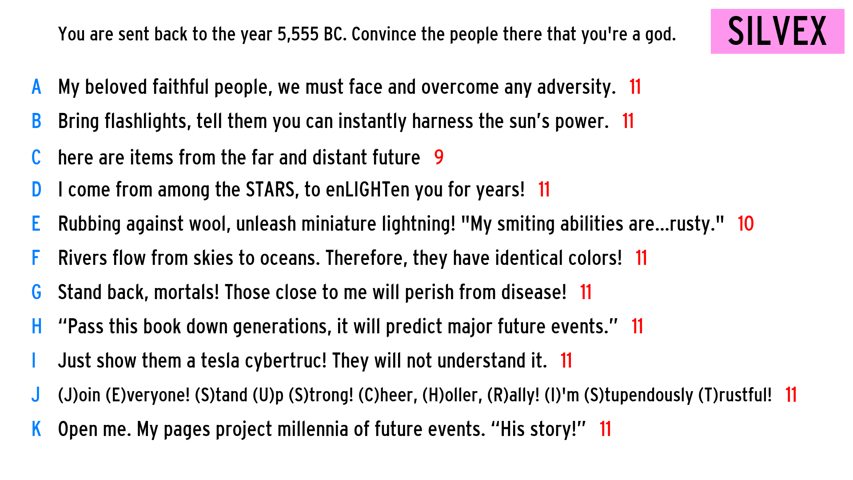 You are sent back to the year 5,555 BC. Convince the people there that you're a god.
SILVEX
A My beloved faithful people, we must face and overcome any adversity. 11
B Bring flashlights, tell them you can instantly harness the sun’s power. 11
C here are items from the far and distant future 9
D I come from among the STARS, to enLIGHTen you for years! 11
E Rubbing against wool, unleash miniature lightning! "My smiting abilities are...rusty." 10
F Rivers flow from skies to oceans. Therefore, they have identical colors! 11
G Stand back, mortals! Those close to me will perish from disease! 11
H “Pass this book down generations, it will predict major future events.” 11
I Just show them a tesla cybertruc! They will not understand it. 11
J (J)oin (E)veryone! (S)tand (U)p (S)trong! (C)heer, (H)oller, (R)ally! (I)'m (S)tupendously (T)rustful! 11
K Open me. My pages project millennia of future events. “His story!” 11